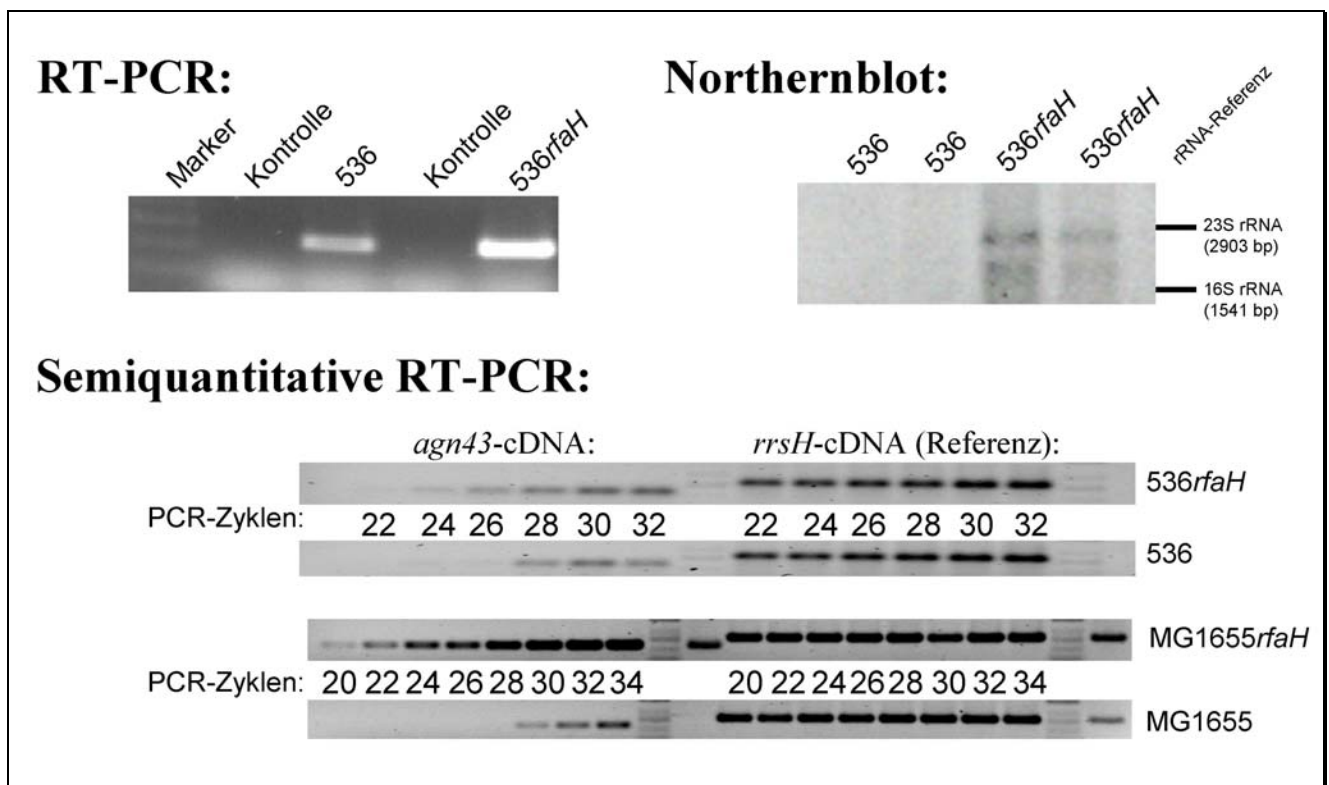 RT-PCR:
Marker
Kontrolle
536
Kontrolle
536rfaH
Northernblot:
536
536
536rfaH
536rfaH
rRNA-Referenz
23S rRNA
(2903 bp)
16S rRNA
(1541 bp)
Semiquantitative RT-PCR:
agn43-cDNA: rrsH-cDNA (Referenz):
536rfaH
PCR-Zyklen: 22 24 26 28 30 32 22 24 26 28 30 32
536
MG1655rfaH
PCR-Zyklen: 20 22 24 26 28 30 32 34 20 22 24 26 28 30 32 34
MG1655